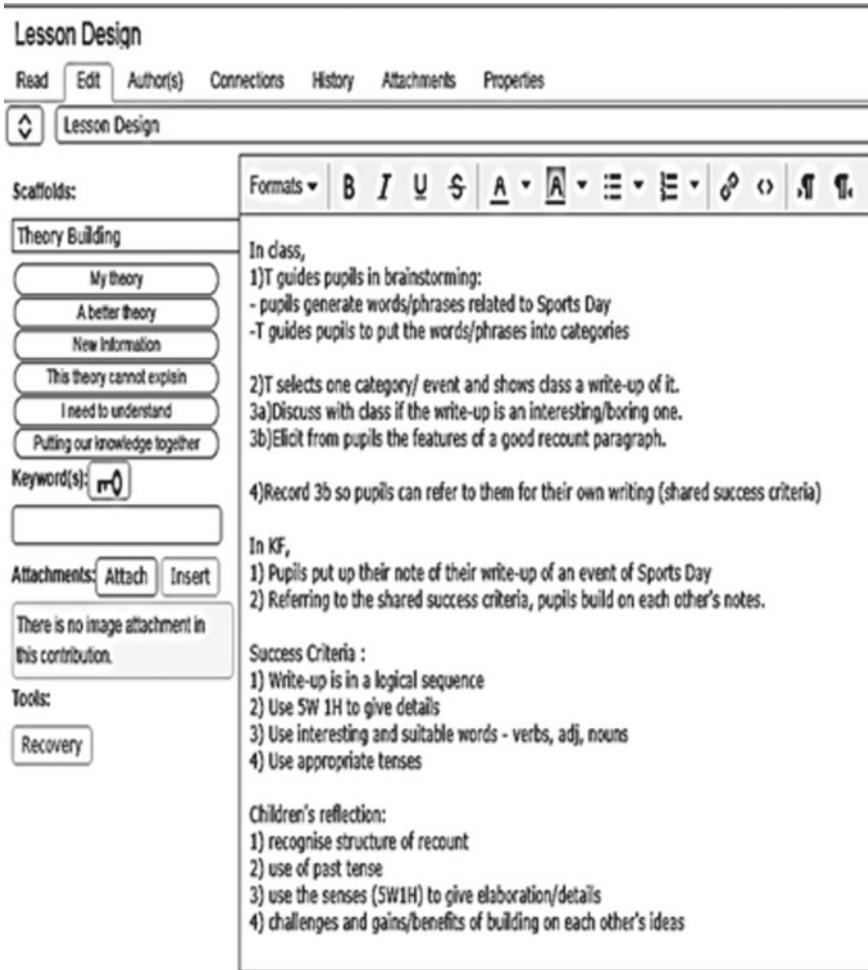 Lesson Design
Read Edit Author(s) Connections History Attachments Properties
Lesson Design
Scaffolds:
Theory Building
My theory
A better theory
New Information
This theory cannot explain
I need to understand
Putting our knowledge together
Keyword(s):
Attachments: Attach Insert
There is no image attachment in
this contribution.
Tools:
Recovery
Formats B I U S A A
In class,
1)T guides pupils in brainstorming:
- pupils generate words/phrases related to Sports Day
-T guides pupils to put the words/phrases into categories
2)T selects one category/ event and shows class a write-up of it.
3a)Discuss with class if the write-up is an interesting/boring one.
3b)Elicit from pupils the features of a good recount paragraph.
4)Record 3b so pupils can refer to them for their own writing (shared success criteria)
In KF,
1) Pupils put up their note of their write-up of an event of Sports Day
2) Referring to the shared success criteria, pupils build on each other's notes.
Success Criteria :
1) Write-up is in a logical sequence
2) Use 5W 1H to give details
3) Use interesting and suitable words - verbs, adj, nouns
4) Use appropriate tenses
Children's reflection:
1) recognise structure of recount
2) use of past tense
3) use the senses (5W1H) to give elaboration/details
4) challenges and gains/benefits of building on each other's ideas